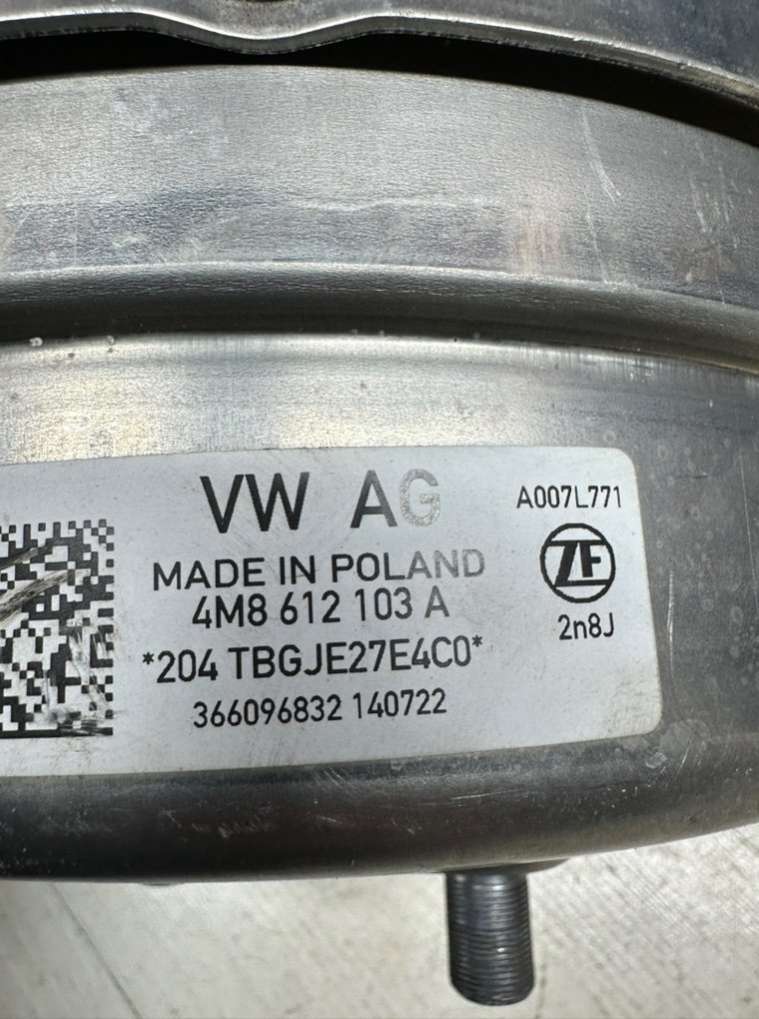 VW AG
A007L771
MADE IN POLAND
ZF
4M8 612 103 A
2n8J
*204 TBGJE27E4C0*
366096832 140722